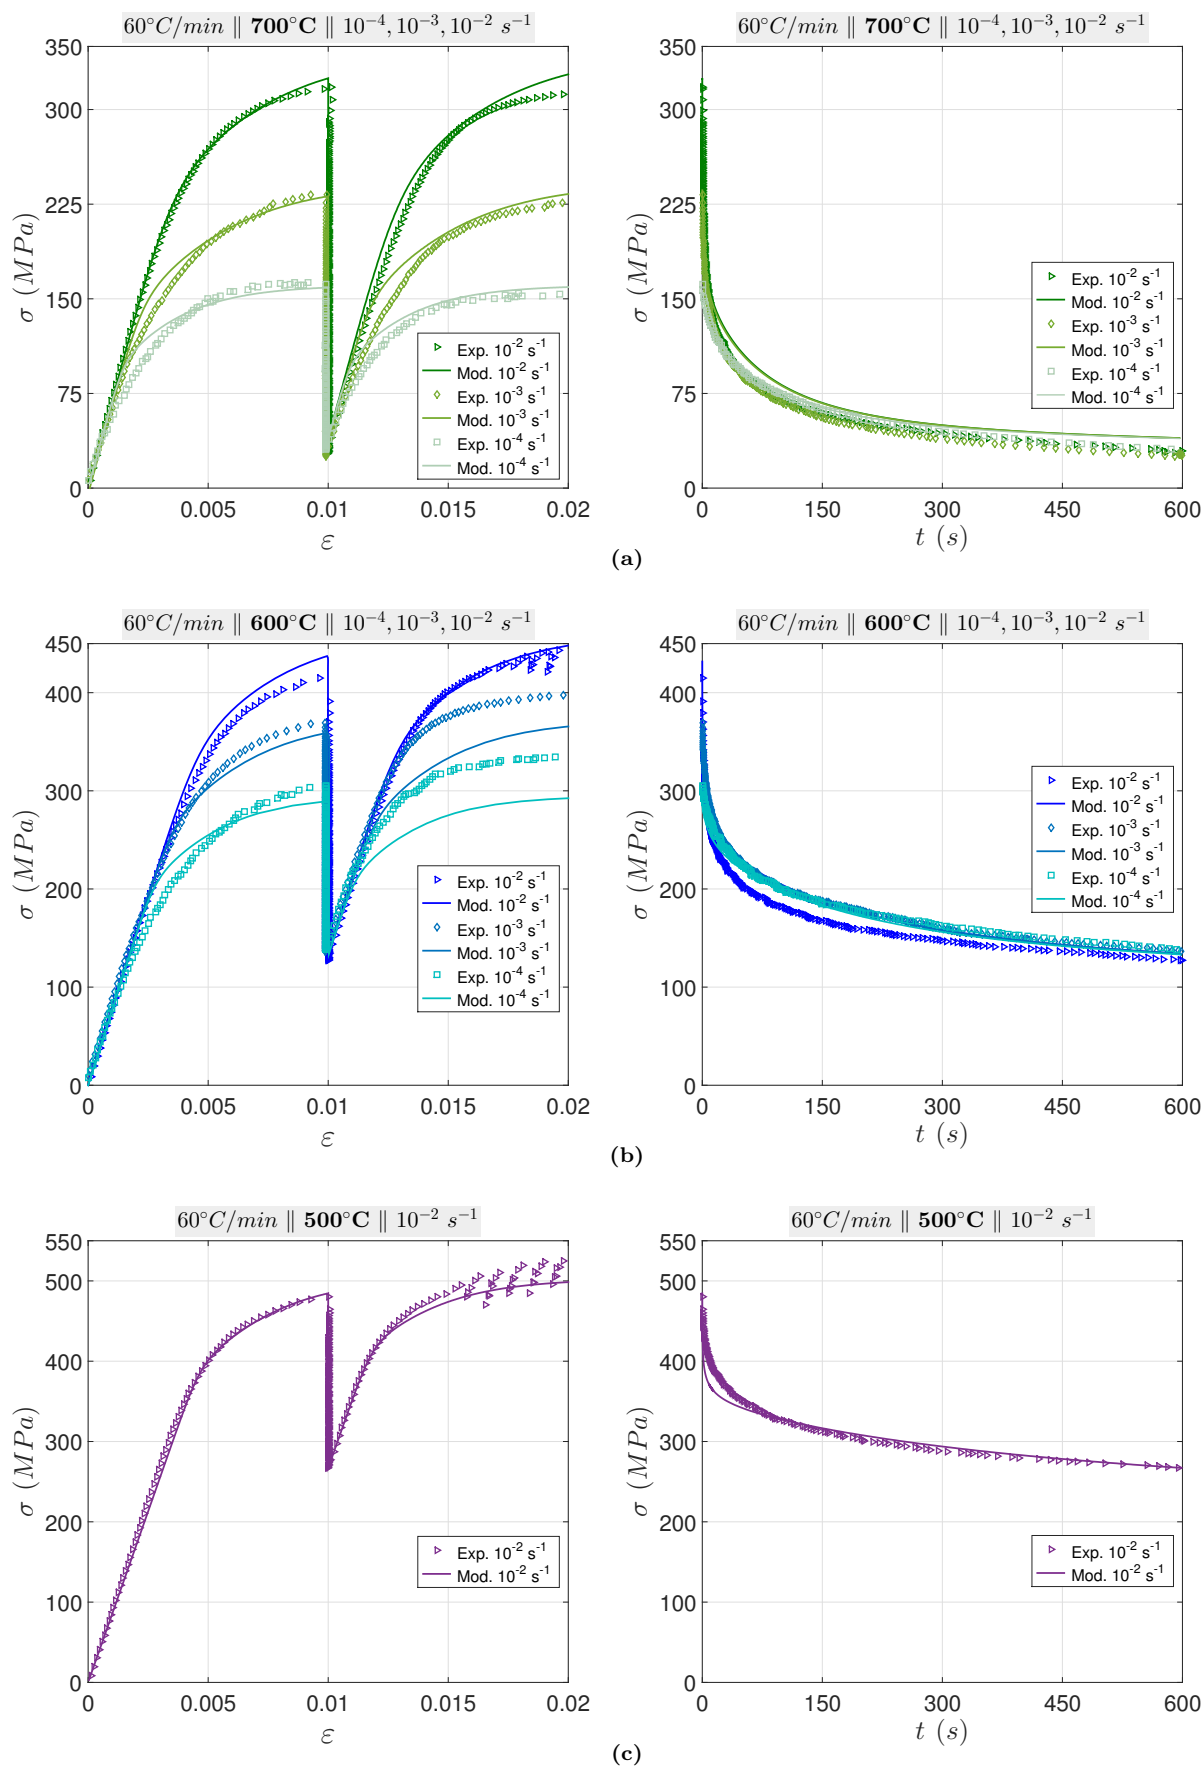 60°C/min ∥ 700°C ∥ 10⁻⁴, 10⁻³, 10⁻² s⁻¹
350
300
225
150
75
0
σ (MPa)
Exp. 10⁻² s⁻¹
Mod. 10⁻² s⁻¹
Exp. 10⁻³ s⁻¹
Mod. 10⁻³ s⁻¹
Exp. 10⁻⁴ s⁻¹
Mod. 10⁻⁴ s⁻¹
0 0.005 0.01 0.015 0.02
ε
60°C/min ∥ 700°C ∥ 10⁻⁴, 10⁻³, 10⁻² s⁻¹
350
300
225
150
75
0
σ (MPa)
Exp. 10⁻² s⁻¹
Mod. 10⁻² s⁻¹
Exp. 10⁻³ s⁻¹
Mod. 10⁻³ s⁻¹
Exp. 10⁻⁴ s⁻¹
Mod. 10⁻⁴ s⁻¹
0 150 300 450 600
t (s)
(a)
60°C/min ∥ 600°C ∥ 10⁻⁴, 10⁻³, 10⁻² s⁻¹
450
400
300
200
100
0
σ (MPa)
Exp. 10⁻² s⁻¹
Mod. 10⁻² s⁻¹
Exp. 10⁻³ s⁻¹
Mod. 10⁻³ s⁻¹
Exp. 10⁻⁴ s⁻¹
Mod. 10⁻⁴ s⁻¹
0 0.005 0.01 0.015 0.02
ε
60°C/min ∥ 600°C ∥ 10⁻⁴, 10⁻³, 10⁻² s⁻¹
450
400
300
200
100
0
σ (MPa)
Exp. 10⁻² s⁻¹
Mod. 10⁻² s⁻¹
Exp. 10⁻³ s⁻¹
Mod. 10⁻³ s⁻¹
Exp. 10⁻⁴ s⁻¹
Mod. 10⁻⁴ s⁻¹
0 150 300 450 600
t (s)
(b)
60°C/min ∥ 500°C ∥ 10⁻² s⁻¹
550
500
400
300
200
100
0
σ (MPa)
Exp. 10⁻² s⁻¹
Mod. 10⁻² s⁻¹
0 0.005 0.01 0.015 0.02
ε
60°C/min ∥ 500°C ∥ 10⁻² s⁻¹
550
500
400
300
200
100
0
σ (MPa)
Exp. 10⁻² s⁻¹
Mod. 10⁻² s⁻¹
0 150 300 450 600
t (s)
(c)